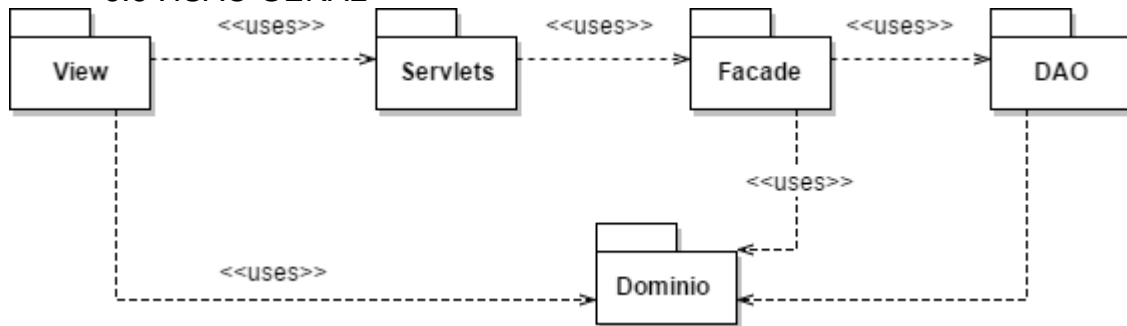 <<uses>>
<<uses>>
<<uses>>
View
Servlets
Facade
DAO
<<uses>>
<<uses>>
Dominio